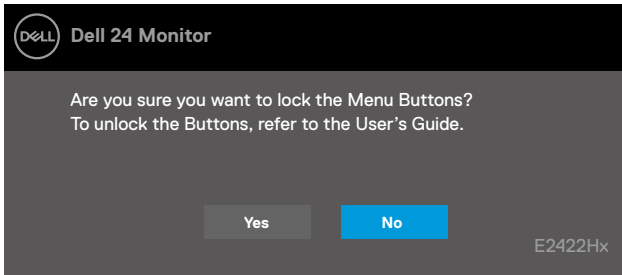 DELL
Dell 24 Monitor
Are you sure you want to lock the Menu Buttons?
To unlock the Buttons, refer to the User’s Guide.
Yes
No
E2422Hx